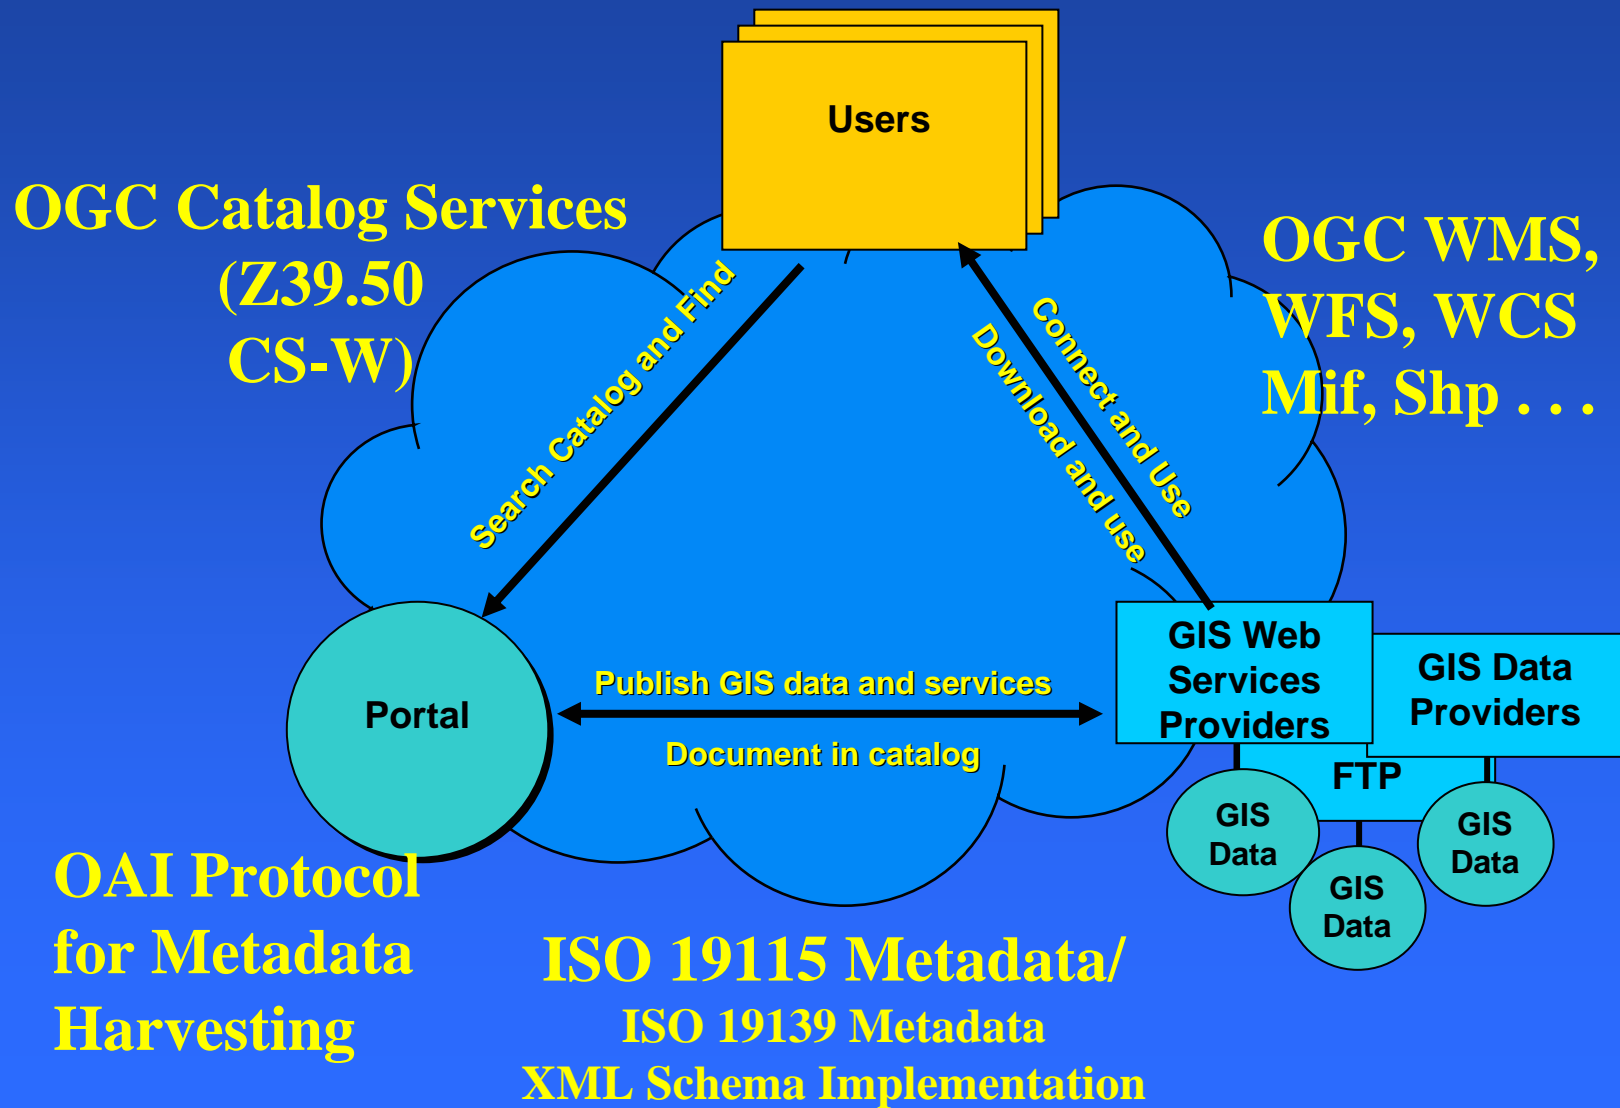 Users
OGC Catalog Services
(Z39.50
CS-W)
OGC WMS,
WFS, WCS
Mif, Shp . . .
Search Catalog and Find
Connect and Use
Download and use
Portal
Publish GIS data and services
Document in catalog
GIS Web
Services
Providers
GIS Data
Providers
FTP
GIS
Data
GIS
Data
GIS
Data
OAI Protocol
for Metadata
Harvesting
ISO 19115 Metadata/
ISO 19139 Metadata
XML Schema Implementation